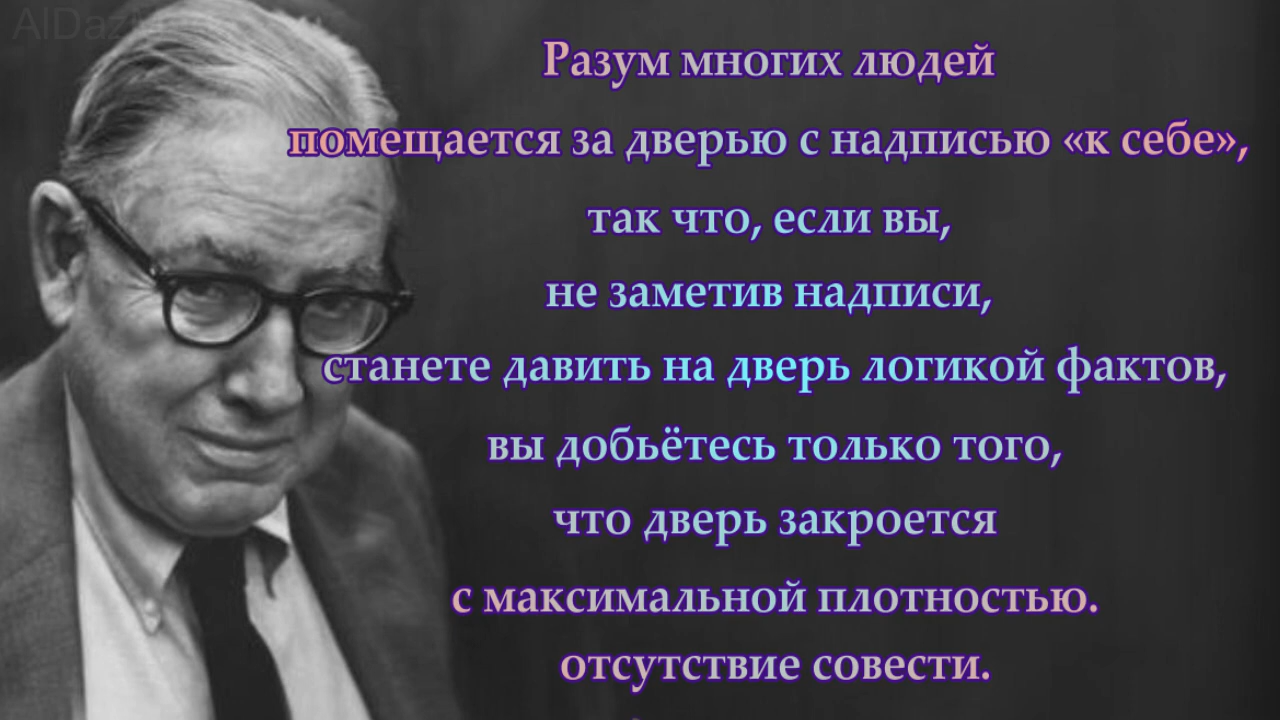 Разум многих людей
помещается за дверью с надписью «к себе»,
так что, если вы,
не заметив надписи,
станете давить на дверь логикой фактов,
вы добьётесь только того,
что дверь закроется
с максимальной плотностью.
отсутствие совести.